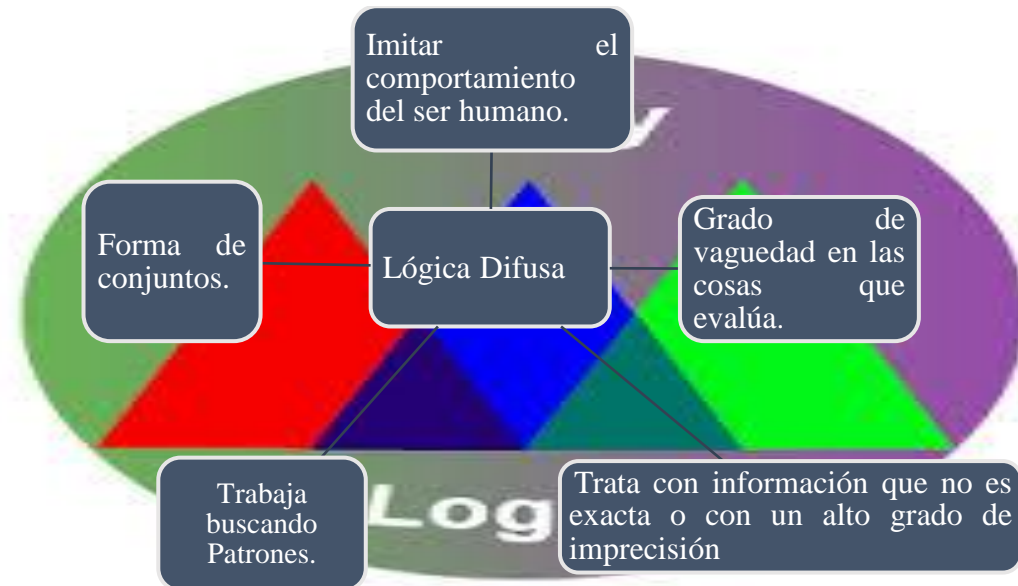 Imitar el
comportamiento
del ser humano.
y
Forma de
conjuntos.
Lógica Difusa
Grado de
vaguedad en las
cosas que
evalúa.
Trabaja
buscando
Patrones.
Log
Trata con información que no es
exacta o con un alto grado de
imprecisión